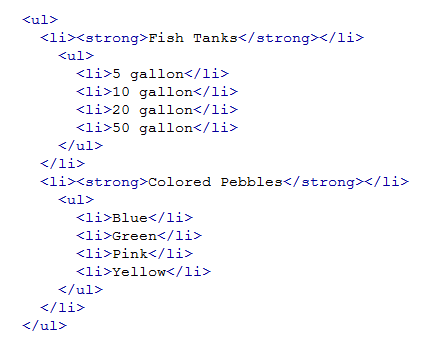 <ul>
<li><strong>Fish Tanks</strong></li>
<ul>
<li>5 gallon</li>
<li>10 gallon</li>
<li>20 gallon</li>
<li>50 gallon</li>
</ul>
</li>
<li><strong>Colored Pebbles</strong></li>
<ul>
<li>Blue</li>
<li>Green</li>
<li>Pink</li>
<li>Yellow</li>
</ul>
</li>
</ul>